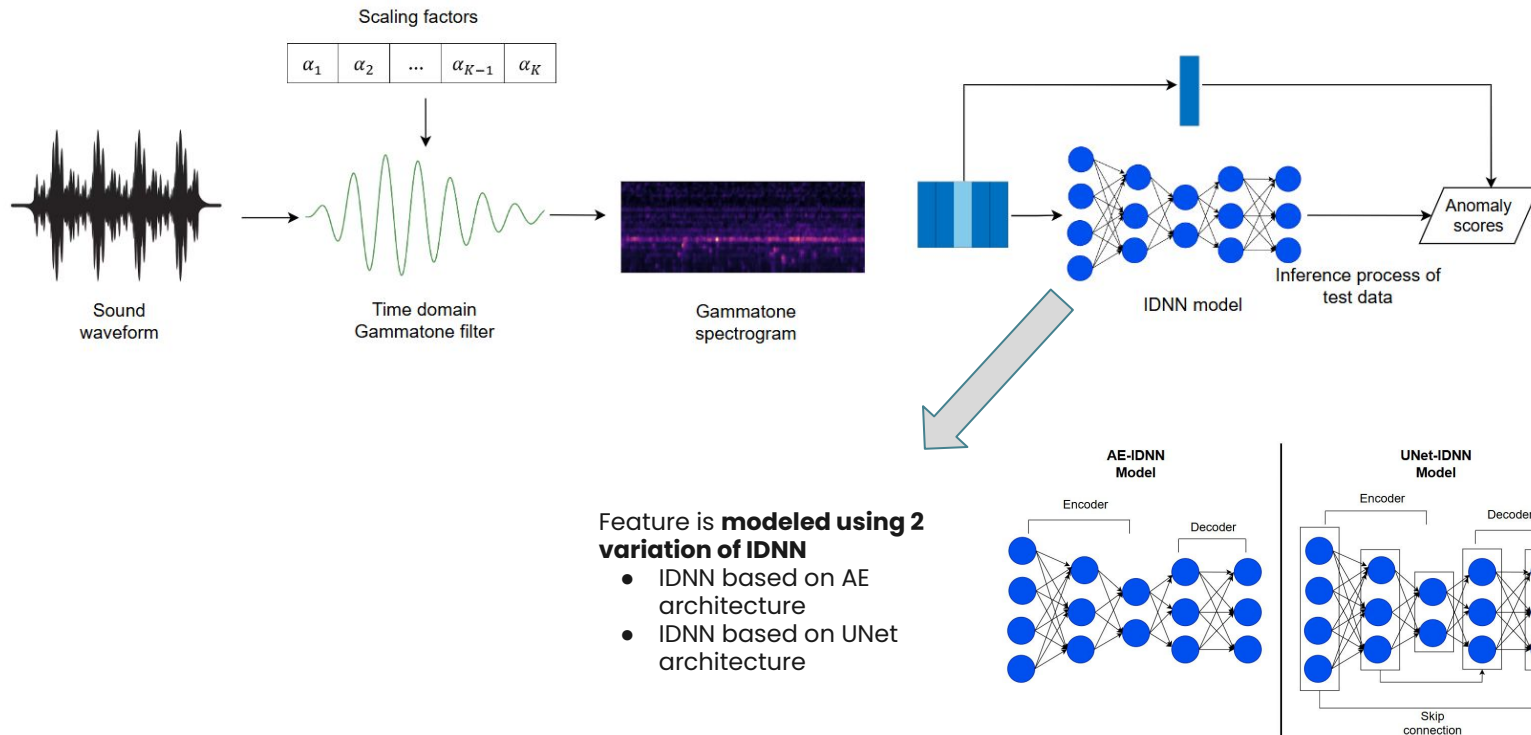 Scaling factors
α₁ α₂ ... αK−1 αK
Sound
waveform
Time domain
Gammatone filter
Gammatone
spectrogram
IDNN model
Inference process of
test data
Anomaly
scores
Feature is modeled using 2
variation of IDNN
● IDNN based on AE
architecture
● IDNN based on UNet
architecture
AE-IDNN
Model
Encoder
Decoder
UNet-IDNN
Model
Encoder
Decoder
Skip
connection